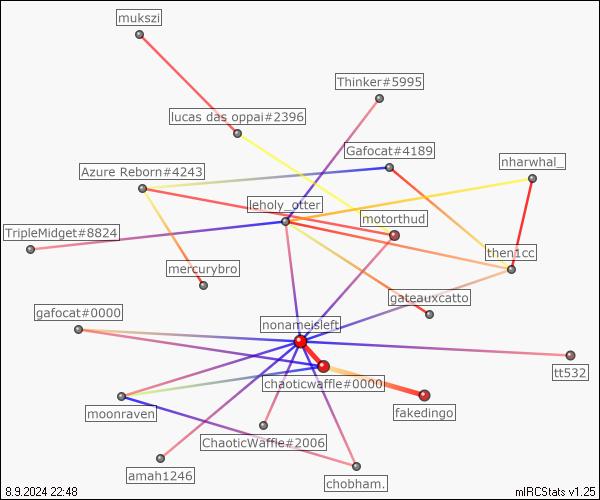 mukszi
Thinker#5995
lucas das oppai#2396
Gafocat#4189
nharwhal_
Azure Reborn#4243
leholy_otter
motorthud
TripleMidget#8824
then1cc
mercurybro
gateauxcatto
gafocat#0000
nonameisleft
tt532
chaoticwaffle#0000
moonraven
fakedingo
ChaoticWaffle#2006
amah1246
chobham.
8.9.2024 22:48
mIRCStats v1.25